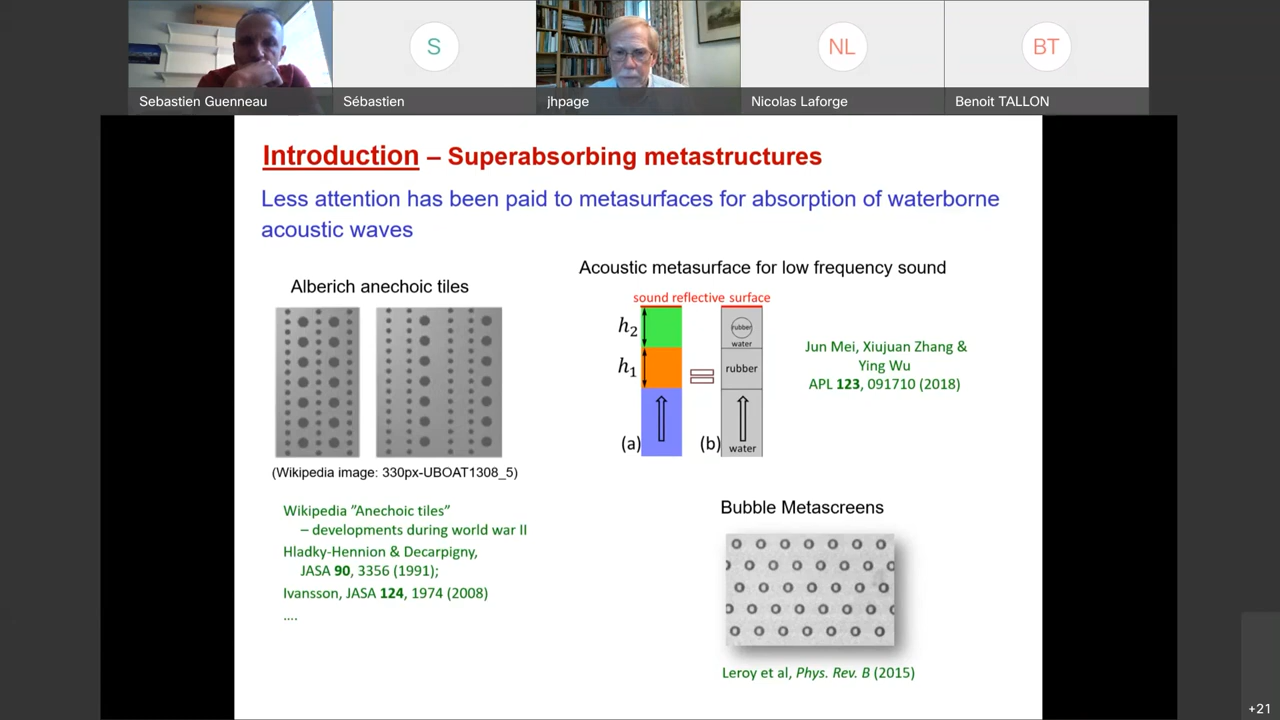 S
NL
BT
Sebastien Guenneau
Sébastien
jhpage
Nicolas Laforge
Benoit TALLON
Introduction – Superabsorbing metastructures
Less attention has been paid to metasurfaces for absorption of waterborne
acoustic waves
Alberich anechoic tiles
(Wikipedia image: 330px-UBOAT1308_5)
Wikipedia ”Anechoic tiles”
– developments during world war II
Hladky-Hennion & Decarpigny,
JASA 90, 3356 (1991);
Ivansson, JASA 124, 1974 (2008)
....
Acoustic metasurface for low frequency sound
sound reflective surface
h2
h1
(a)
=
rubber
water
rubber
(b)
water
Jun Mei, Xiujuan Zhang &
Ying Wu
APL 123, 091710 (2018)
Bubble Metascreens
Leroy et al, Phys. Rev. B (2015)
+21